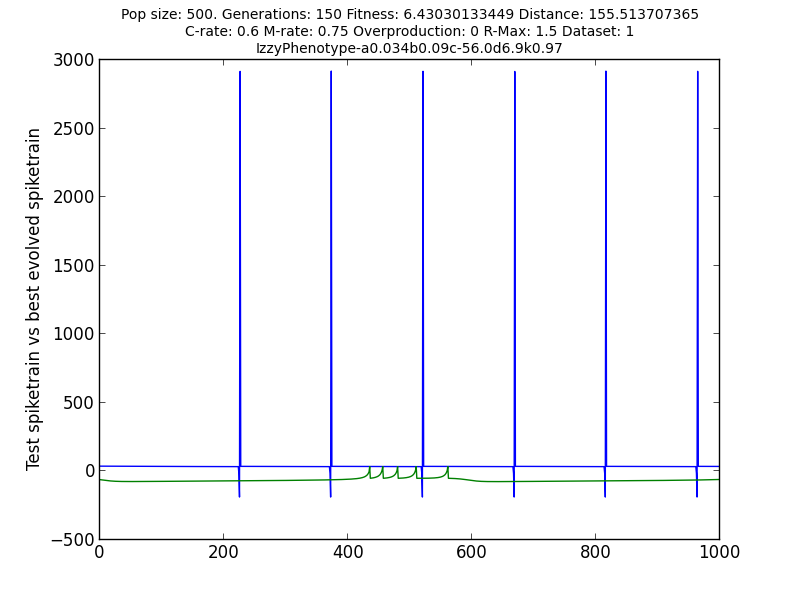 Pop size: 500. Generations: 150 Fitness: 6.43030133449 Distance: 155.513707365
C-rate: 0.6 M-rate: 0.75 Overproduction: 0 R-Max: 1.5 Dataset: 1
IzzyPhenotype-a0.034b0.09c-56.0d6.9k0.97
3000
2500
2000
1500
1000
500
0
−500
Test spiketrain vs best evolved spiketrain
0 200 400 600 800 1000